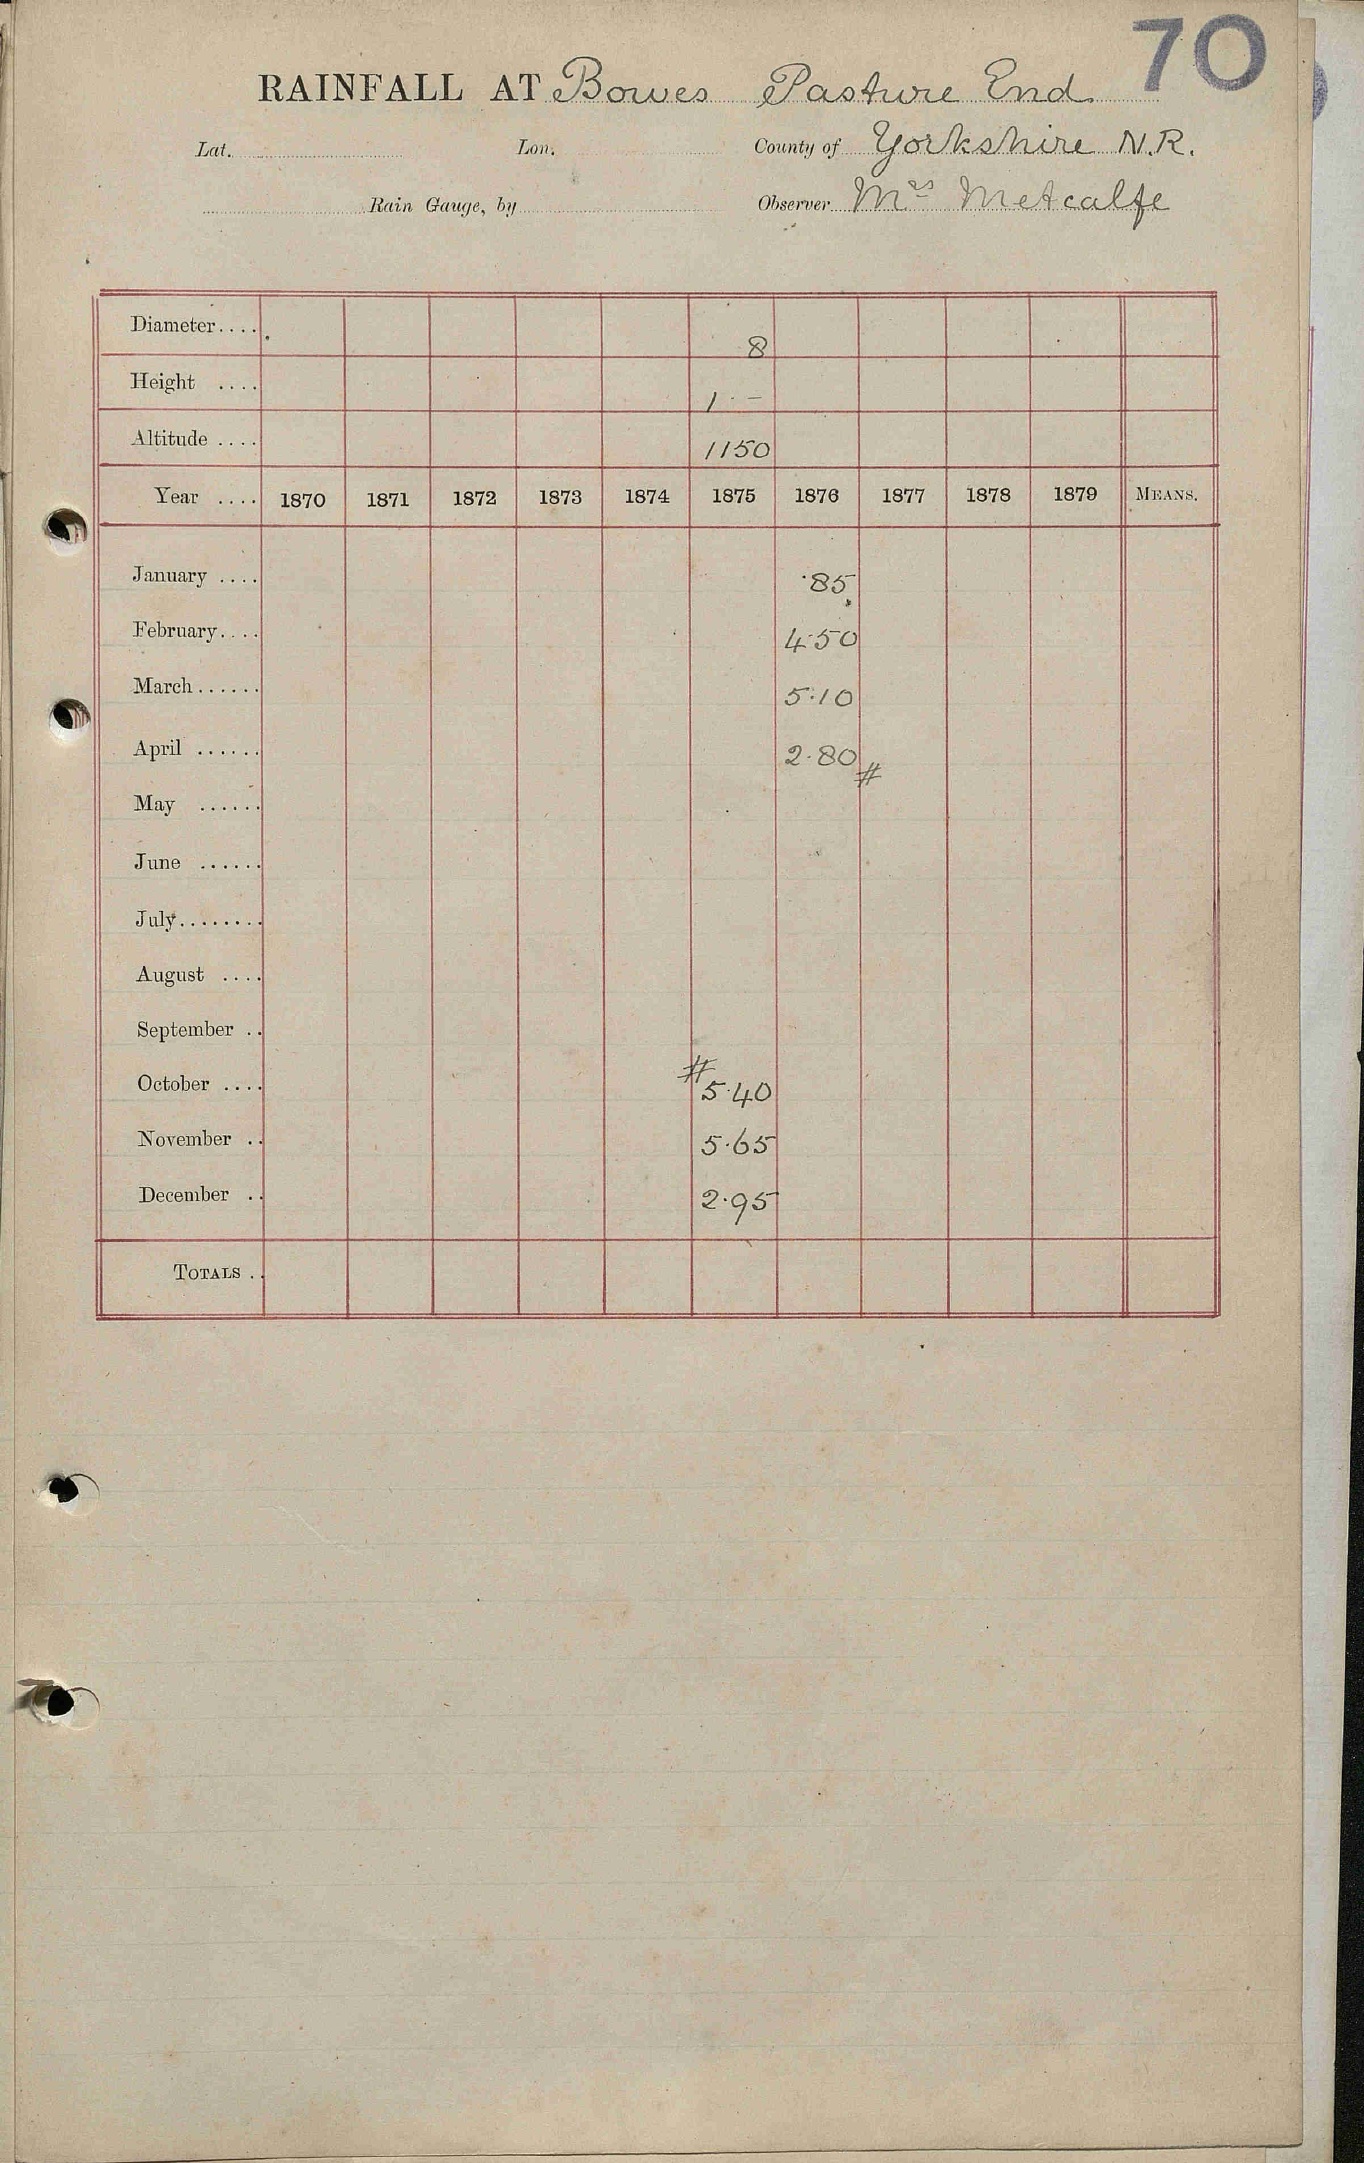 70
RAINFALL AT Bowes Pasture End.
Lat. Lon. County of Yorkshire N.R.
Rain Gauge, by Observer Mrs Metcalfe
Diameter.... 8
Height .... 1 · –
Altitude .... 1150
Year .... 1870 1871 1872 1873 1874 1875 1876 1877 1878 1879 MEANS.
January .... ·85
February.... 4·50
March...... 5·10
April ...... 2·80 #
May ......
June ......
July........
August ....
September ..
October .... # 5·40
November .. 5·65
December .. 2·95
TOTALS ..